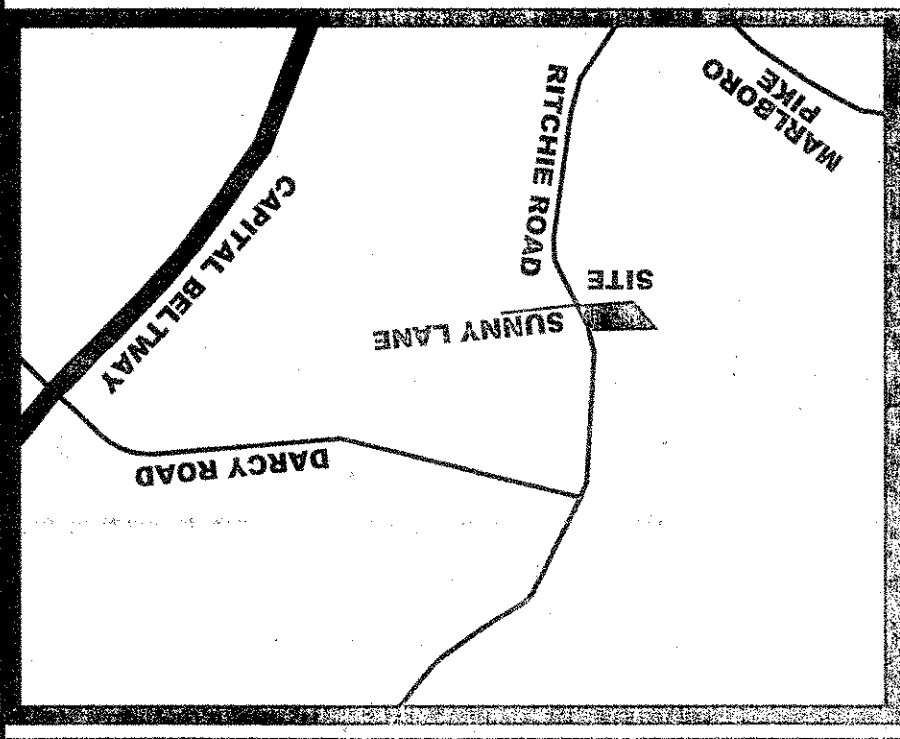 DARCY ROAD
SUNNY LANE
SITE
CAPITAL BELTWAY
RITCHIE ROAD
MARLBORO
PIKE